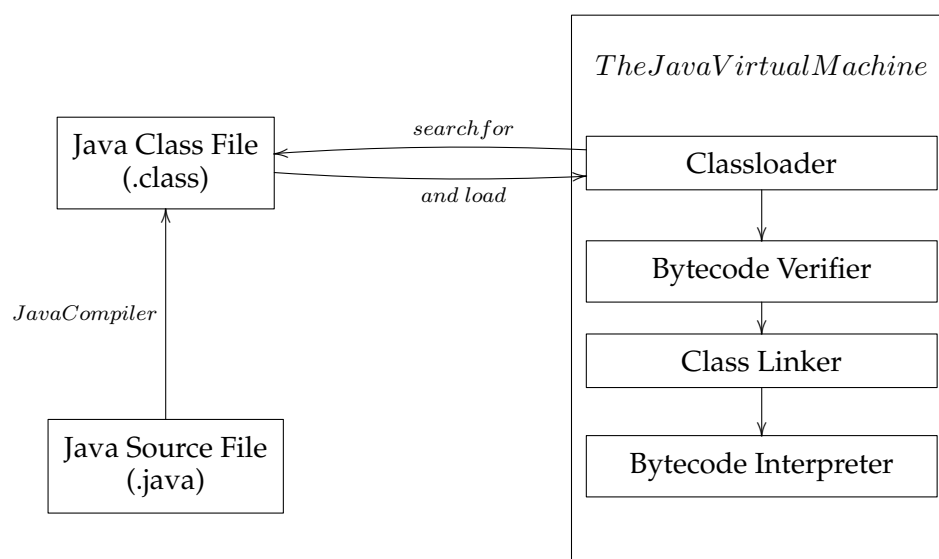 TheJavaVirtualMachine
searchfor
Java Class File
(.class)
Classloader
and load
Bytecode Verifier
JavaCompiler
Class Linker
Java Source File
(.java)
Bytecode Interpreter